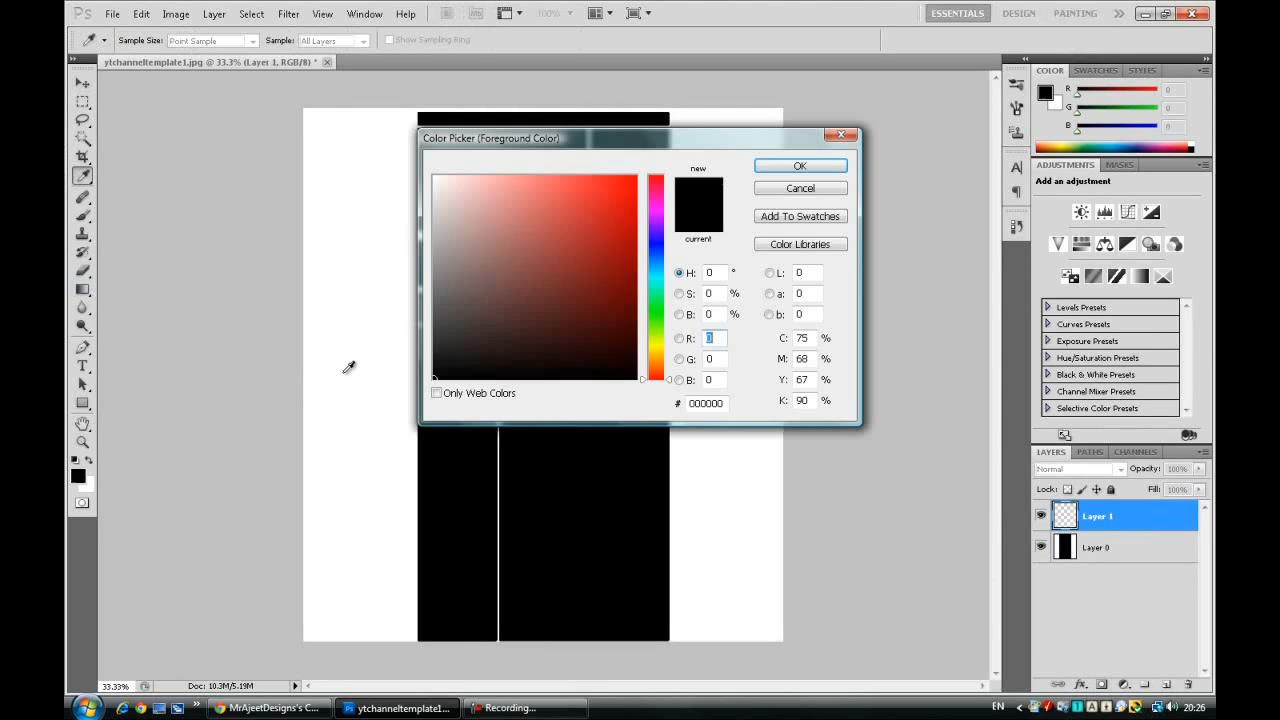 Ps File Edit Image Layer Select Filter View Window Help 100% ESSENTIALS DESIGN PAINTING
Sample Size: Point Sample Sample: All Layers Show Sampling Ring
ytchanneltemplate1.jpg @ 33.3% (Layer 1, RGB/8) *
COLOR SWATCHES STYLES
R 0
G 0
B 0
Color Picker (Foreground Color)
new
current
OK
Cancel
Add To Swatches
Color Libraries
H: 0 ° L: 0
S: 0 % a: 0
B: 0 % b: 0
R: 0 C: 75 %
G: 0 M: 68 %
B: 0 Y: 67 %
# 000000 K: 90 %
Only Web Colors
ADJUSTMENTS MASKS
Add an adjustment
Levels Presets
Curves Presets
Exposure Presets
Hue/Saturation Presets
Black & White Presets
Channel Mixer Presets
Selective Color Presets
LAYERS PATHS CHANNELS
Normal Opacity: 100%
Lock: Fill: 100%
Layer 1
Layer 0
33.33% Doc: 10.3M/5.19M
MrAjeetDesigns's C... ytchanneltemplate1... Recording... EN 20:26